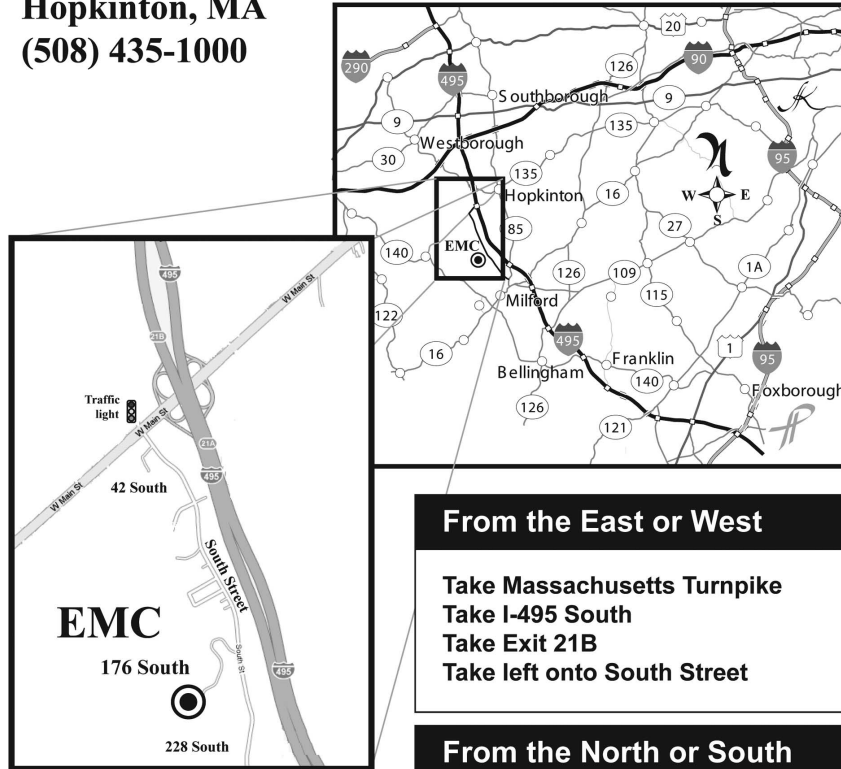 Hopkinton, MA
(508) 435-1000
20
290
495
126
90
Southborough
9
9
135
Westborough
30
95
135
Hopkinton
16
W E
S
85
27
EMC
140
126
109
1A
Milford
115
122
495
1
16
Franklin
95
Bellingham
140
Foxborough
126
121
495
W Main St
21B
Traffic
light
W Main St
21A
495
42 South
W Main St
South Street
EMC
South St
176 South
495
228 South
From the East or West
Take Massachusetts Turnpike
Take I-495 South
Take Exit 21B
Take left onto South Street
From the North or South